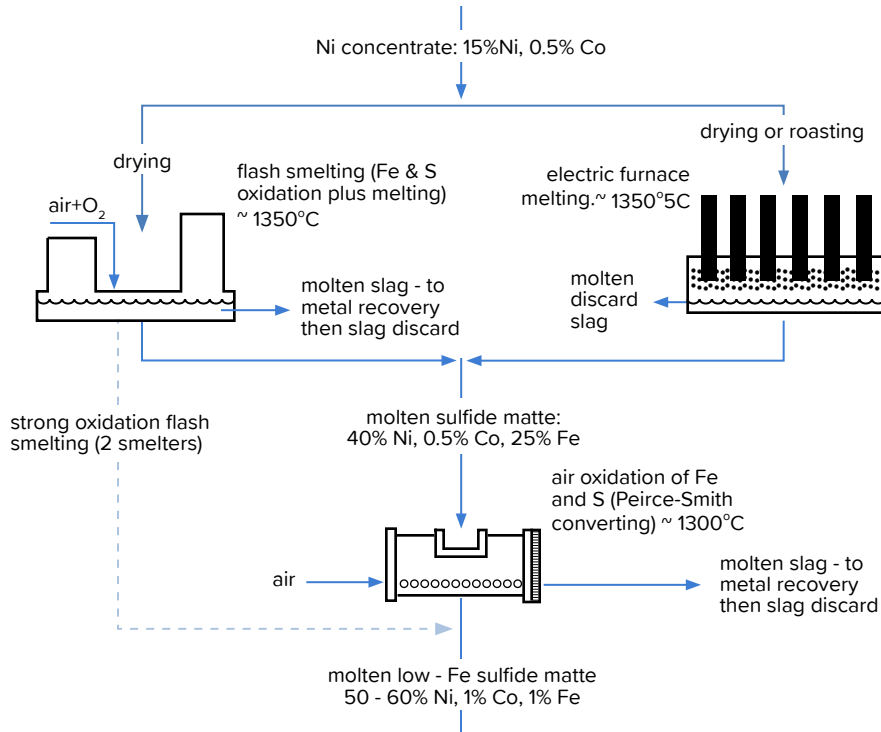 Ni concentrate: 15%Ni, 0.5% Co
drying or roasting
drying
flash smelting (Fe & S
oxidation plus melting)
~ 1350°C
electric furnace
melting.~ 1350°5C
air+O₂
molten slag - to
metal recovery
then slag discard
molten
discard
slag
strong oxidation flash
smelting (2 smelters)
molten sulfide matte:
40% Ni, 0.5% Co, 25% Fe
air oxidation of Fe
and S (Peirce-Smith
converting) ~ 1300°C
air
molten slag - to
metal recovery
then slag discard
molten low - Fe sulfide matte
50 - 60% Ni, 1% Co, 1% Fe